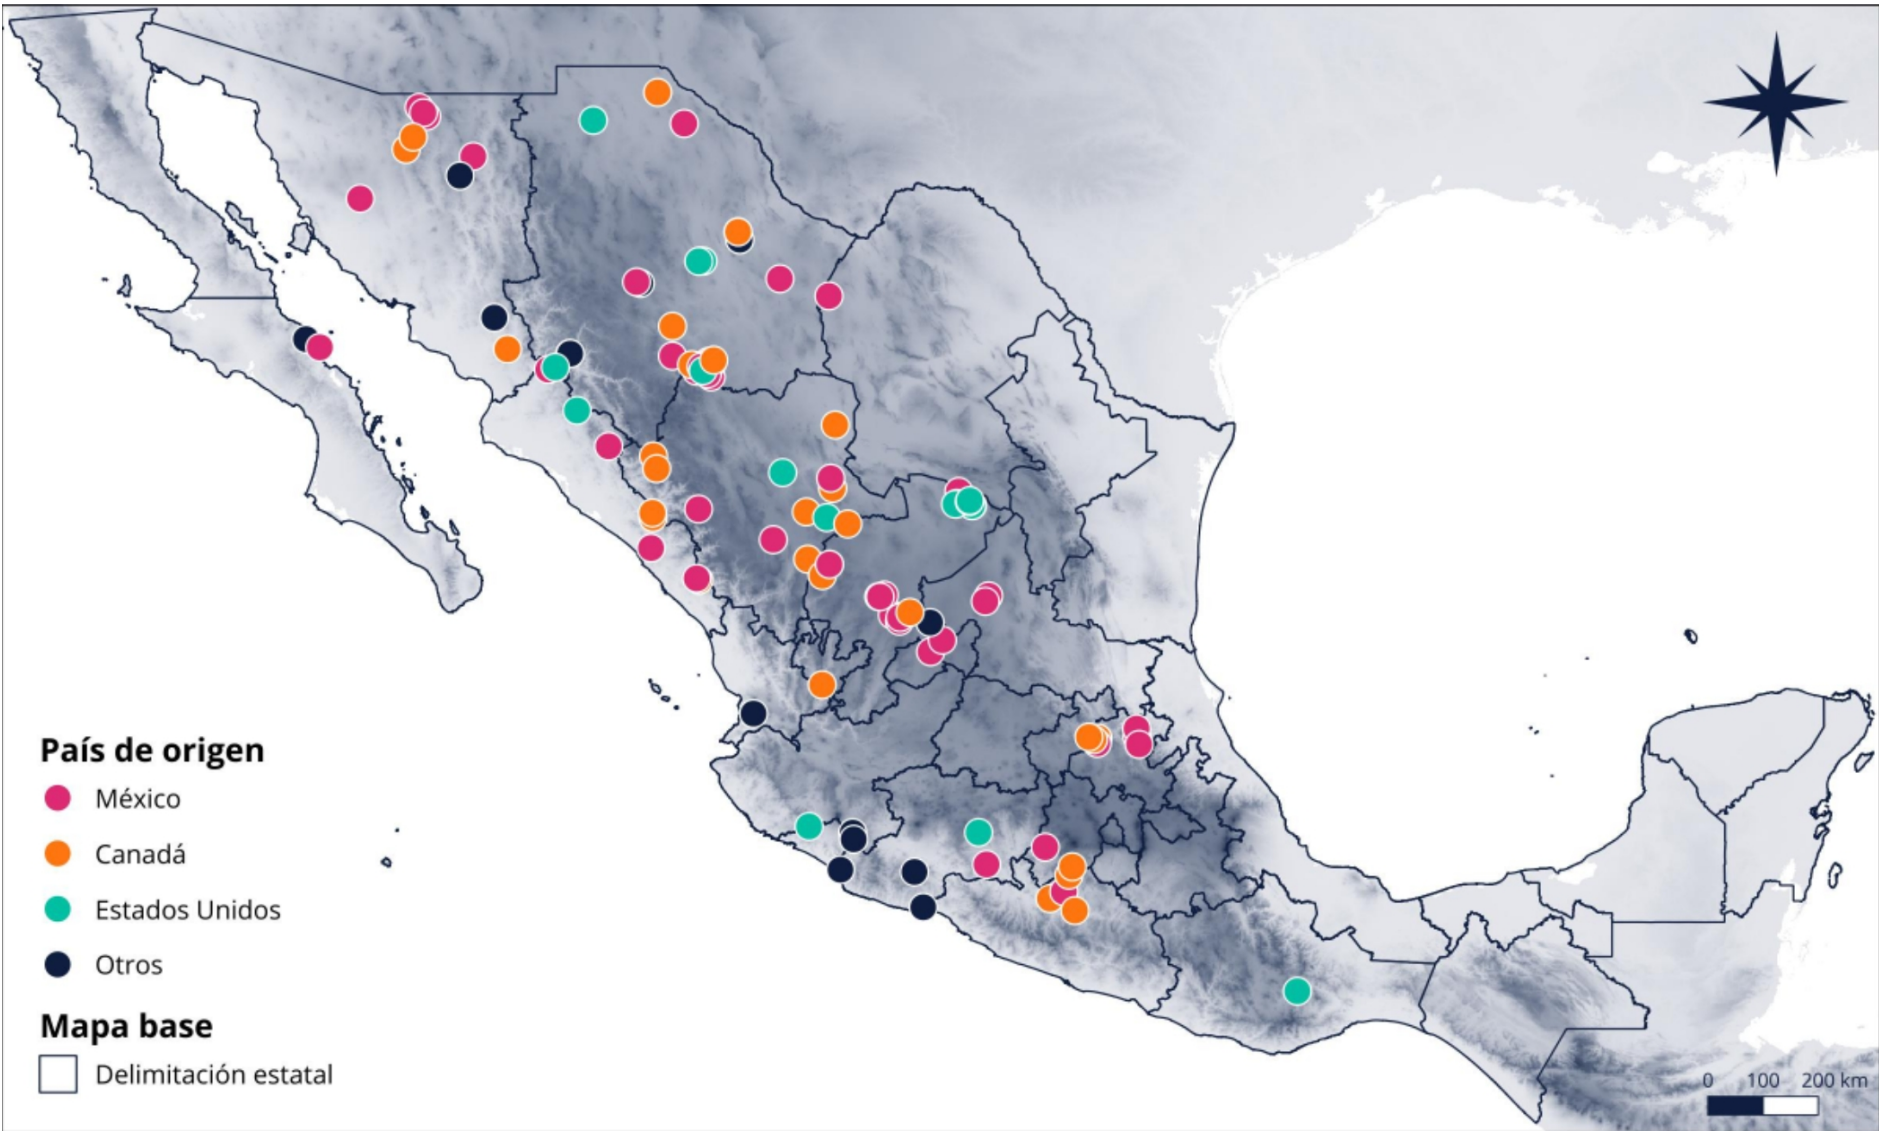 País de origen
México
Canadá
Estados Unidos
Otros
Mapa base
Delimitación estatal
0 100 200 km